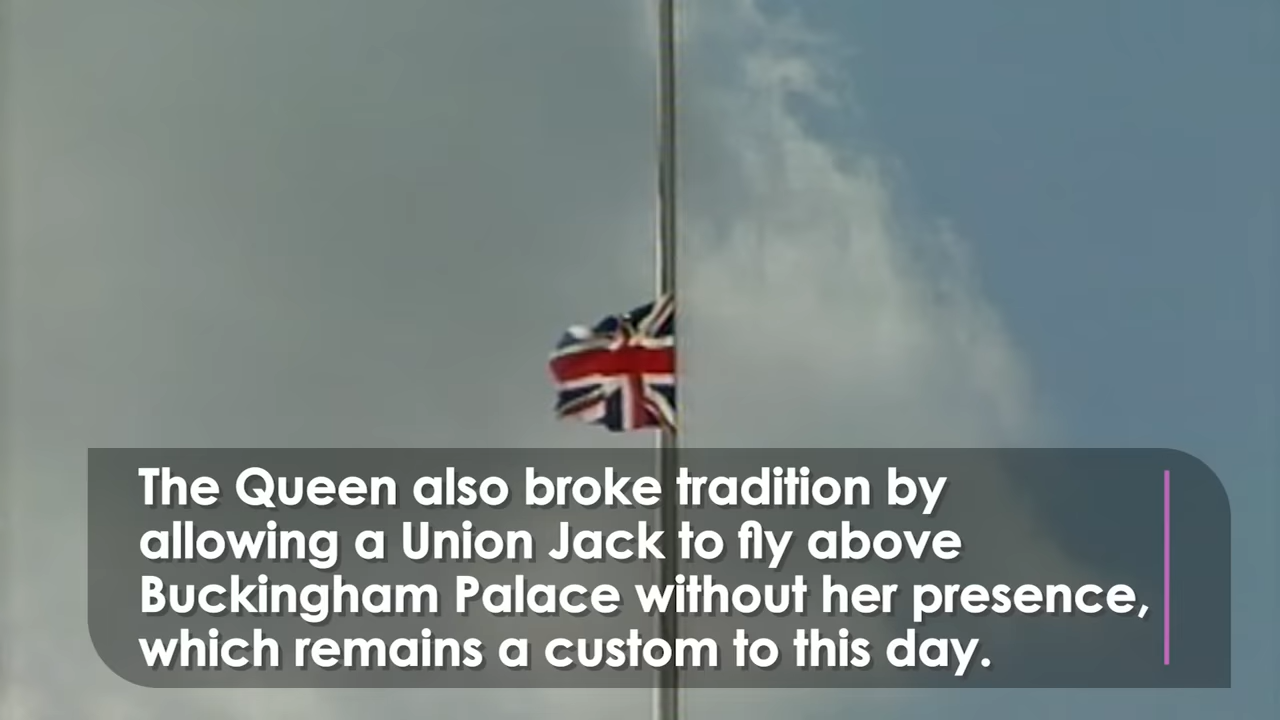 The Queen also broke tradition by
allowing a Union Jack to fly above
Buckingham Palace without her presence,
which remains a custom to this day.